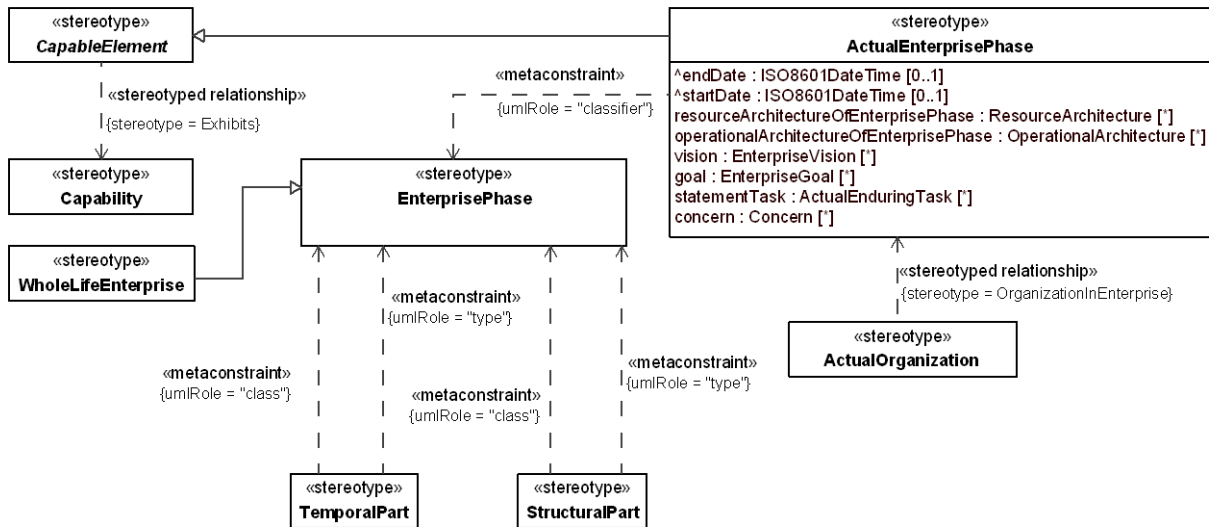 «stereotype»
CapableElement
«stereotype»
ActualEnterprisePhase
^endDate : ISO8601DateTime [0..1]
^startDate : ISO8601DateTime [0..1]
resourceArchitectureOfEnterprisePhase : ResourceArchitecture [*]
operationalArchitectureOfEnterprisePhase : OperationalArchitecture [*]
vision : EnterpriseVision [*]
goal : EnterpriseGoal [*]
statementTask : ActualEnduringTask [*]
concern : Concern [*]
«metaconstraint»
{umlRole = "classifier"}
«stereotyped relationship»
{stereotype = Exhibits}
«stereotype»
Capability
«stereotype»
EnterprisePhase
«stereotype»
WholeLifeEnterprise
«stereotyped relationship»
{stereotype = OrganizationInEnterprise}
«stereotype»
ActualOrganization
«metaconstraint»
{umlRole = "type"}
«metaconstraint»
{umlRole = "class"}
«metaconstraint»
{umlRole = "class"}
«metaconstraint»
{umlRole = "type"}
«stereotype»
TemporalPart
«stereotype»
StructuralPart